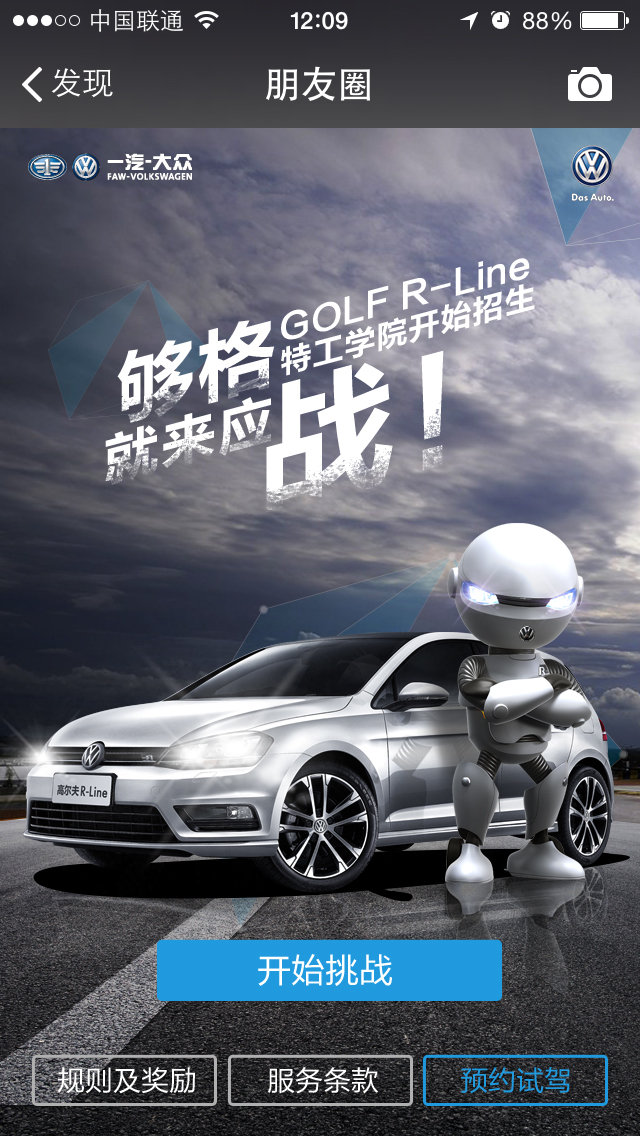 中国联通
12:09
88%
发现
朋友圈
一汽-大众
FAW-VOLKSWAGEN
Das Auto.
GOLF R-Line
特工学院开始招生
够格
就来应战!
R
高尔夫 R-Line
开始挑战
规则及奖励
服务条款
预约试驾